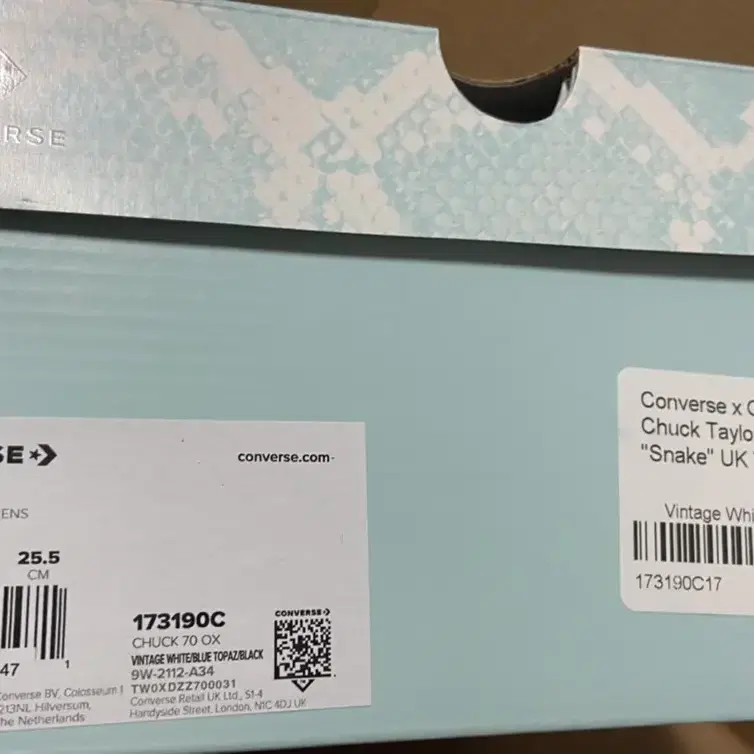 RSE
SE
converse.com
ENS
25.5
CM
47
1
173190C
CHUCK 70 OX
VINTAGE WHITE/BLUE TOPAZ/BLACK
9W-2112-A34
TW0XDZZ700031
Converse Retail UK Ltd., S1-4
Handyside Street, London, N1C 4DJ UK
CONVERSE
Converse BV, Colosseum 1
213NL Hilversum,
The Netherlands
Converse x C
Chuck Taylo
"Snake" UK
Vintage Whi
173190C17